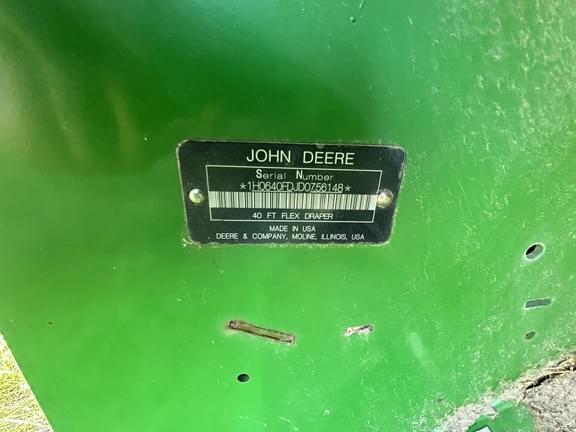 JOHN DEERE
Serial Number
*1H0640FDJD0756148*
40 FT FLEX DRAPER
MADE IN USA
DEERE & COMPANY, MOLINE, ILLINOIS, USA